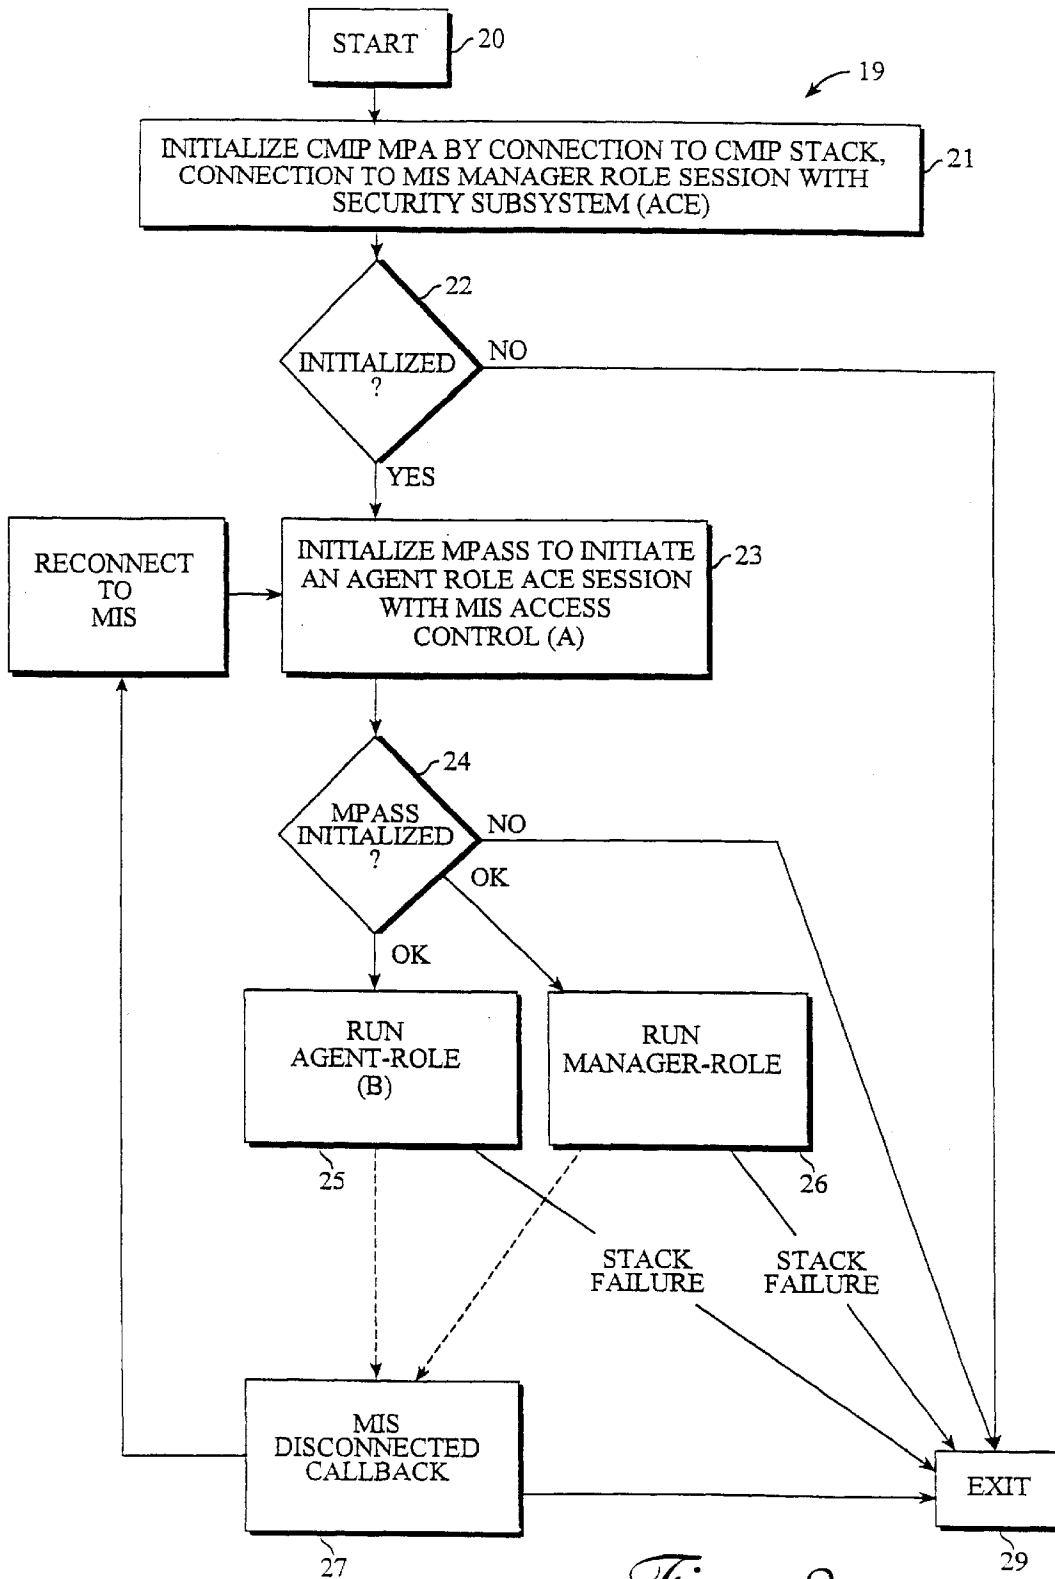 START
20
19
INITIALIZE CMIP MPA BY CONNECTION TO CMIP STACK,
CONNECTION TO MIS MANAGER ROLE SESSION WITH
SECURITY SUBSYSTEM (ACE)
21
22
INITIALIZED
?
NO
YES
RECONNECT
TO
MIS
INITIALIZE MPASS TO INITIATE
AN AGENT ROLE ACE SESSION
WITH MIS ACCESS
CONTROL (A)
23
24
MPASS
INITIALIZED
?
NO
OK
OK
RUN
AGENT-ROLE
(B)
25
RUN
MANAGER-ROLE
26
STACK
FAILURE
STACK
FAILURE
MIS
DISCONNECTED
CALLBACK
27
EXIT
29